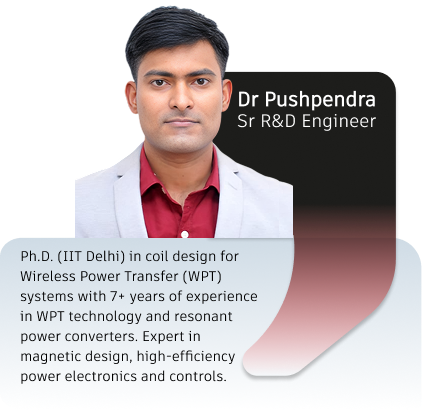 Dr Pushpendra
Sr R&D Engineer
Ph.D. (IIT Delhi) in coil design for
Wireless Power Transfer (WPT)
systems with 7+ years of experience
in WPT technology and resonant
power converters. Expert in
magnetic design, high-efficiency
power electronics and controls.